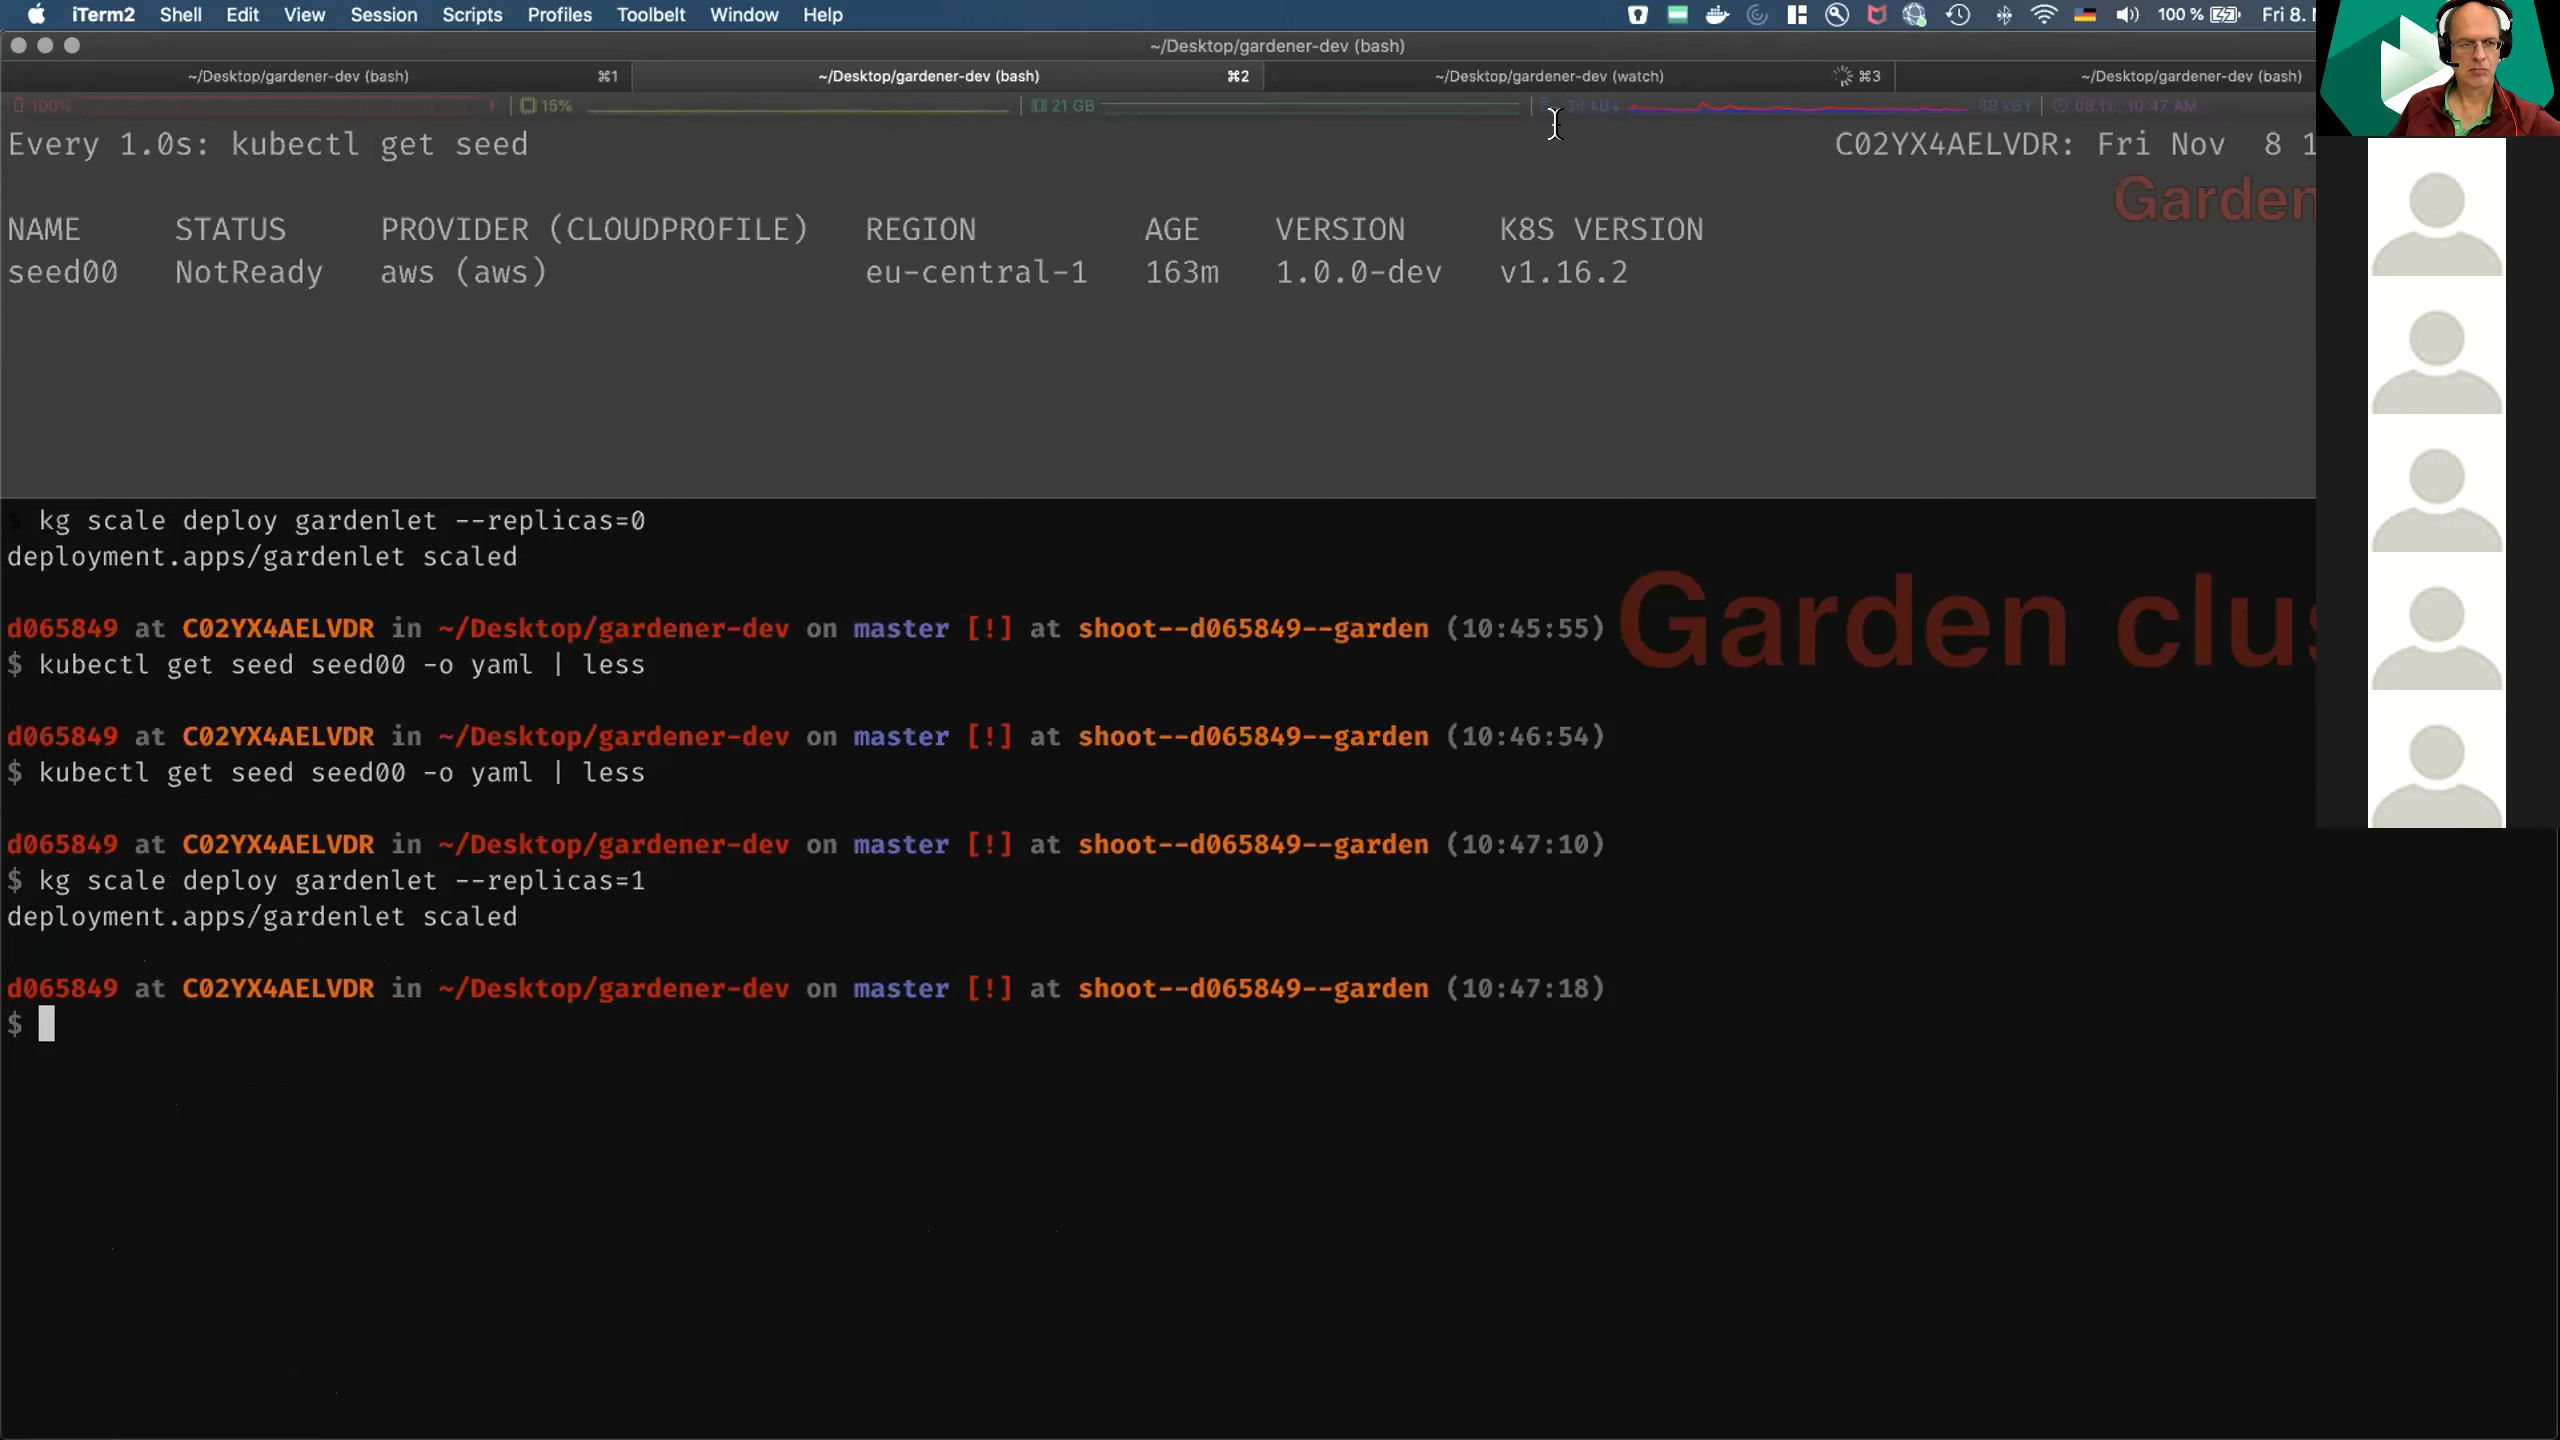 iTerm2 Shell Edit View Session Scripts Profiles Toolbelt Window Help 100 % Fri 8.
~/Desktop/gardener-dev (bash)
~/Desktop/gardener-dev (bash) ⌘1 ~/Desktop/gardener-dev (bash) ⌘2 ~/Desktop/gardener-dev (watch) ⌘3 ~/Desktop/gardener-dev (bash)
100% 15% 21 GB 08.11, 10:47 AM
Every 1.0s: kubectl get seed C02YX4AELVDR: Fri Nov 8 1
Garden
NAME STATUS PROVIDER (CLOUDPROFILE) REGION AGE VERSION K8S VERSION
seed00 NotReady aws (aws) eu-central-1 163m 1.0.0-dev v1.16.2
$ kg scale deploy gardenlet --replicas=0
deployment.apps/gardenlet scaled
d065849 at C02YX4AELVDR in ~/Desktop/gardener-dev on master [!] at shoot--d065849--garden (10:45:55)
Garden clus
$ kubectl get seed seed00 -o yaml | less
d065849 at C02YX4AELVDR in ~/Desktop/gardener-dev on master [!] at shoot--d065849--garden (10:46:54)
$ kubectl get seed seed00 -o yaml | less
d065849 at C02YX4AELVDR in ~/Desktop/gardener-dev on master [!] at shoot--d065849--garden (10:47:10)
$ kg scale deploy gardenlet --replicas=1
deployment.apps/gardenlet scaled
d065849 at C02YX4AELVDR in ~/Desktop/gardener-dev on master [!] at shoot--d065849--garden (10:47:18)
$